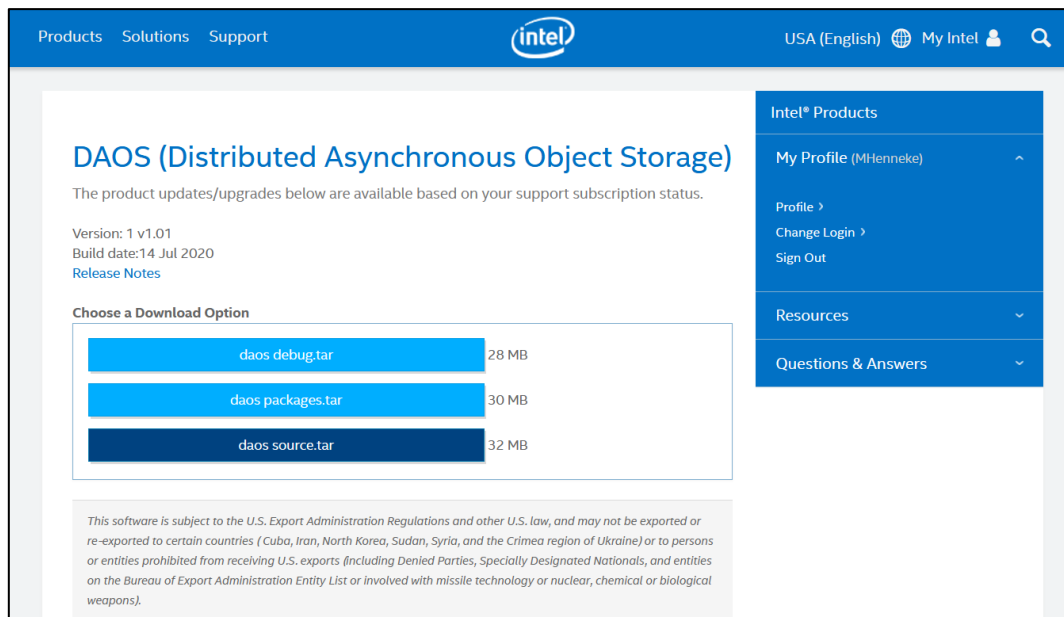 Products Solutions Support
intel
USA (English) My Intel
DAOS (Distributed Asynchronous Object Storage)
The product updates/upgrades below are available based on your support subscription status.
Version: 1 v1.01
Build date:14 Jul 2020
Release Notes
Choose a Download Option
daos debug.tar 28 MB
daos packages.tar 30 MB
daos source.tar 32 MB
This software is subject to the U.S. Export Administration Regulations and other U.S. law, and may not be exported or
re-exported to certain countries ( Cuba, Iran, North Korea, Sudan, Syria, and the Crimea region of Ukraine) or to persons
or entities prohibited from receiving U.S. exports (including Denied Parties, Specially Designated Nationals, and entities
on the Bureau of Export Administration Entity List or involved with missile technology or nuclear, chemical or biological
weapons).
Intel® Products
My Profile (MHenneke)
Profile >
Change Login >
Sign Out
Resources
Questions & Answers